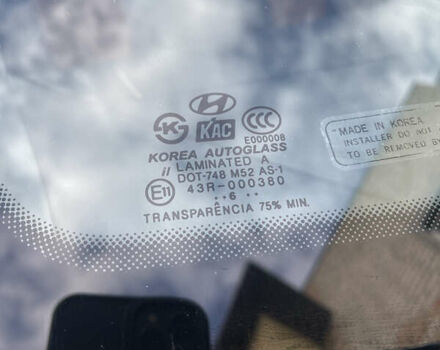 KAC
E000008
KOREA AUTOGLASS
// LAMINATED A
DOT-748 M52 AS-1
E11 43R-000380
..6 ..
TRANSPARÊNCIA 75% MIN.
MADE IN KOREA
INSTALLER DO NOT
TO BE REMOVED BY